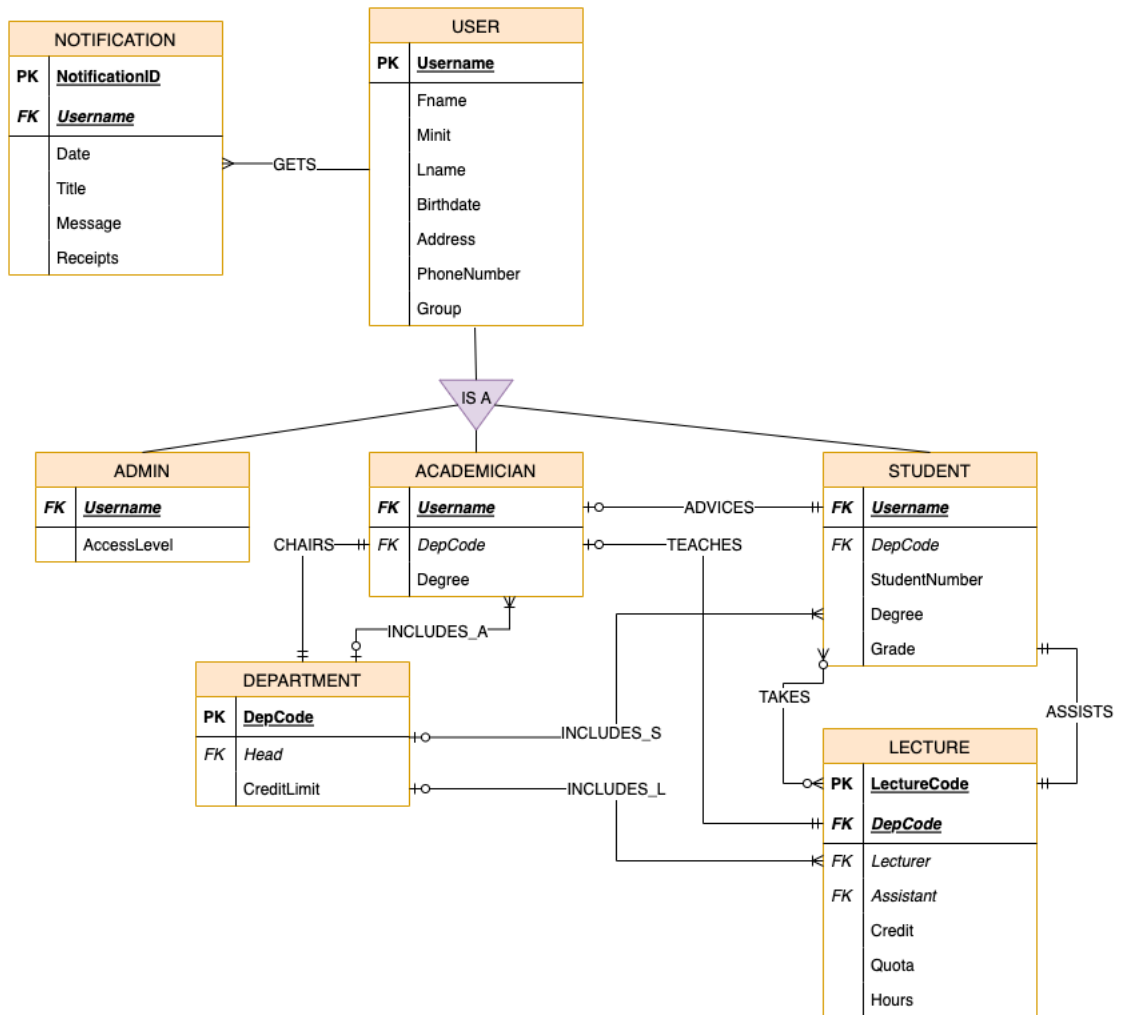 NOTIFICATION
PK NotificationID
FK Username
Date
Title
Message
Receipts
GETS
USER
PK Username
Fname
Minit
Lname
Birthdate
Address
PhoneNumber
Group
IS A
ADMIN
FK Username
AccessLevel
ACADEMICIAN
FK Username
FK DepCode
Degree
STUDENT
FK Username
FK DepCode
StudentNumber
Degree
Grade
ADVICES
TEACHES
CHAIRS
INCLUDES_A
DEPARTMENT
PK DepCode
FK Head
CreditLimit
INCLUDES_S
INCLUDES_L
TAKES
ASSISTS
LECTURE
PK LectureCode
FK DepCode
FK Lecturer
FK Assistant
Credit
Quota
Hours